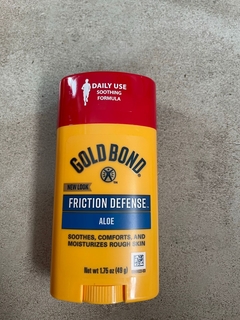 DAILY USE
SOOTHING
FORMULA
GOLD BOND
NEW LOOK
FRICTION DEFENSE
ALOE
SOOTHES, COMFORTS, AND
MOISTURIZES ROUGH SKIN
Net wt 1.75 oz (49 g)